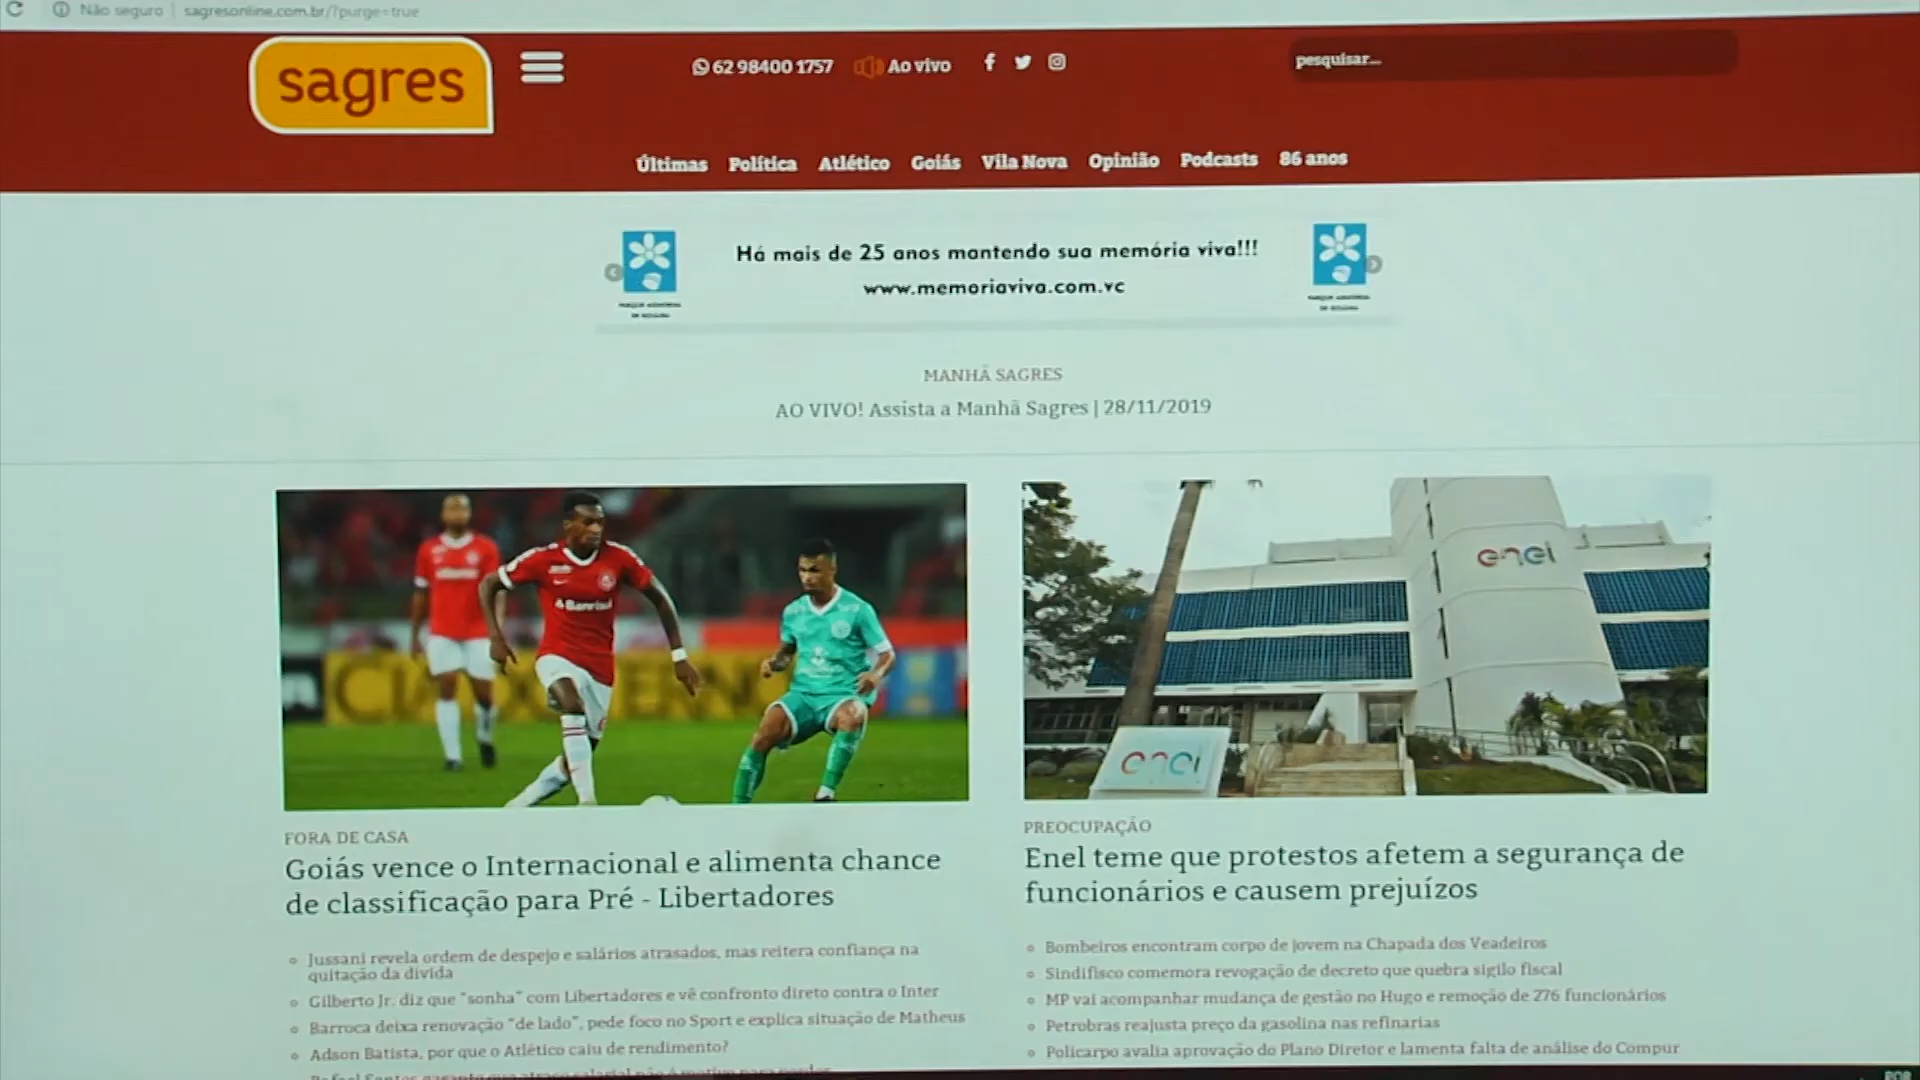 Não seguro | sagresonline.com.br/?purge=true
sagres
62 98400 1757
Ao vivo
pesquisar...
Últimas Política Atlético Goiás Vila Nova Opinião Podcasts 86 anos
Há mais de 25 anos mantendo sua memória viva!!!
www.memoriaviva.com.vc
MANHÃ SAGRES
AO VIVO! Assista a Manhã Sagres | 28/11/2019
Banrisul
enel
enel
FORA DE CASA
Goiás vence o Internacional e alimenta chance
de classificação para Pré - Libertadores
Jussani revela ordem de despejo e salários atrasados, mas reitera confiança na
quitação da dívida
Gilberto Jr. diz que "sonha" com Libertadores e vê confronto direto contra o Inter
Barroca deixa renovação "de lado", pede foco no Sport e explica situação de Matheus
Adson Batista, por que o Atlético caiu de rendimento?
PREOCUPAÇÃO
Enel teme que protestos afetem a segurança de
funcionários e causem prejuízos
Bombeiros encontram corpo de jovem na Chapada dos Veadeiros
Sindifisco comemora revogação de decreto que quebra sigilo fiscal
MP vai acompanhar mudança de gestão no Hugo e remoção de 276 funcionários
Petrobras reajusta preço da gasolina nas refinarias
Policarpo avalia aprovação do Plano Diretor e lamenta falta de análise do Compur
POR